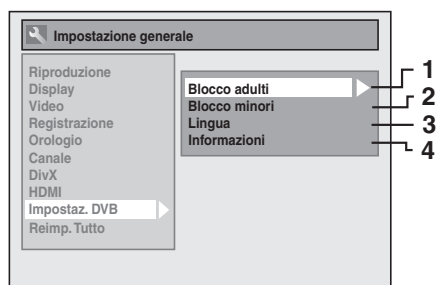 Impostazione generale
Riproduzione
Display
Video
Registrazione
Orologio
Canale
DivX
HDMI
Impostaz. DVB
Reimp. Tutto
Blocco adulti
Blocco minori
Lingua
Informazioni
1
2
3
4